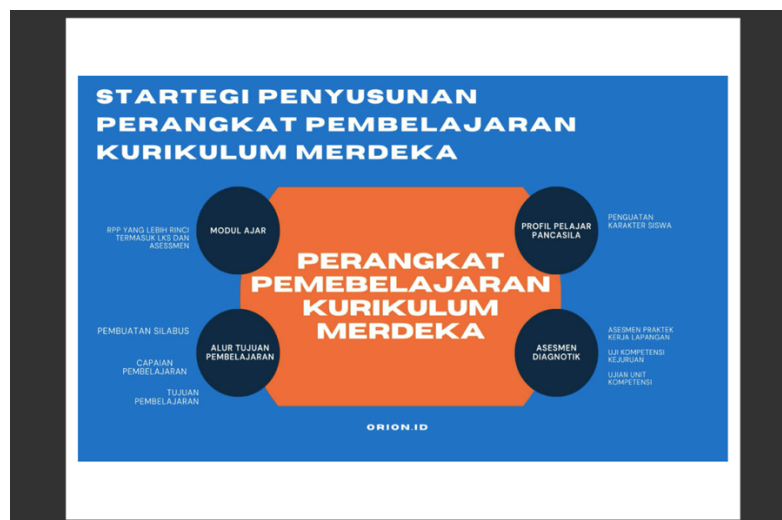 STARTEGI PENYUSUNAN
PERANGKAT PEMBELAJARAN
KURIKULUM MERDEKA
RPP YANG LEBIH RINCI
TERMASUK LKS DAN
ASESSMEN
MODUL AJAR
PROFIL PELAJAR
PANCASILA
PENGUATAN
KARAKTER SISWA
PERANGKAT
PEMEBELAJARAN
KURIKULUM
MERDEKA
PEMBUATAN SILABUS
CAPAIAN
PEMBELAJARAN
TUJUAN
PEMBELAJARAN
ALUR TUJUAN
PEMBELAJARAN
ASESMEN
DIAGNOTIK
ASESMEN PRAKTEK
KERJA LAPANGAN
UJI KOMPETENSI
KEJURUAN
UJIAN UNIT
KOMPETENSI
ORION.ID